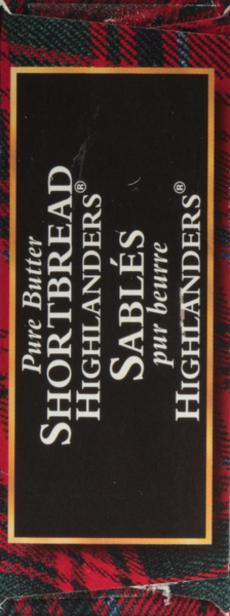 Pure Butter
SHORTBREAD
HIGHLANDERS®
SABLÉS
pur beurre
HIGHLANDERS®